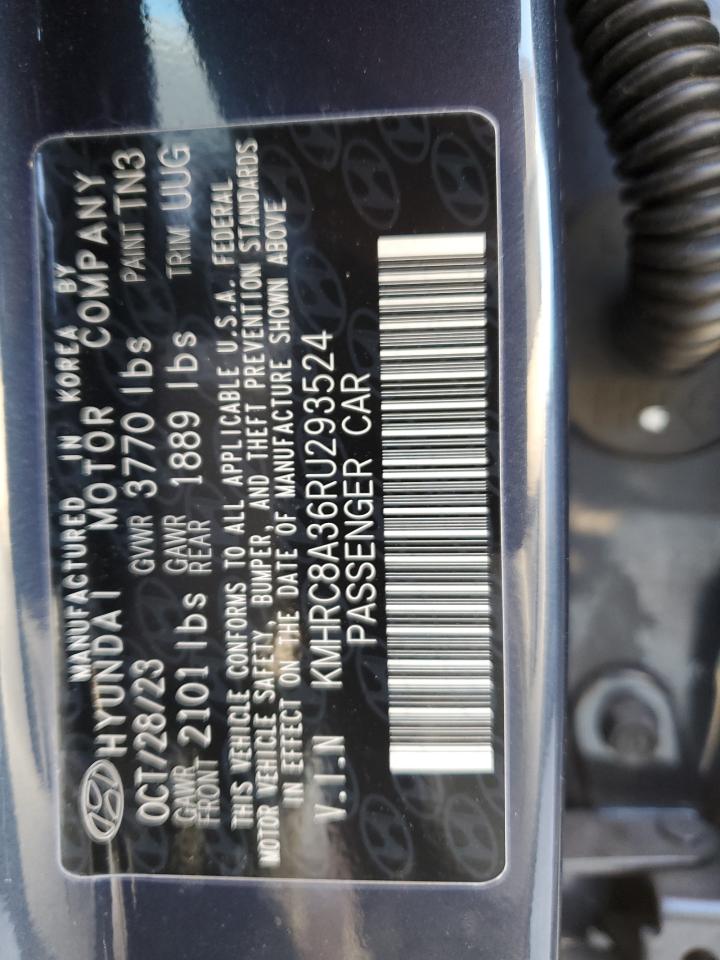 MANUFACTURED IN KOREA BY
HYUNDAI MOTOR COMPANY
OCT/28/23 GVWR 3770 lbs PAINT TN3
GAWR FRONT 2101 lbs GAWR REAR 1889 lbs TRIM UUG
THIS VEHICLE CONFORMS TO ALL APPLICABLE U.S.A. FEDERAL
MOTOR VEHICLE SAFETY, BUMPER, AND THEFT PREVENTION STANDARDS
IN EFFECT ON THE DATE OF MANUFACTURE SHOWN ABOVE
V.I.N KMHRC8A36RU293524
PASSENGER CAR